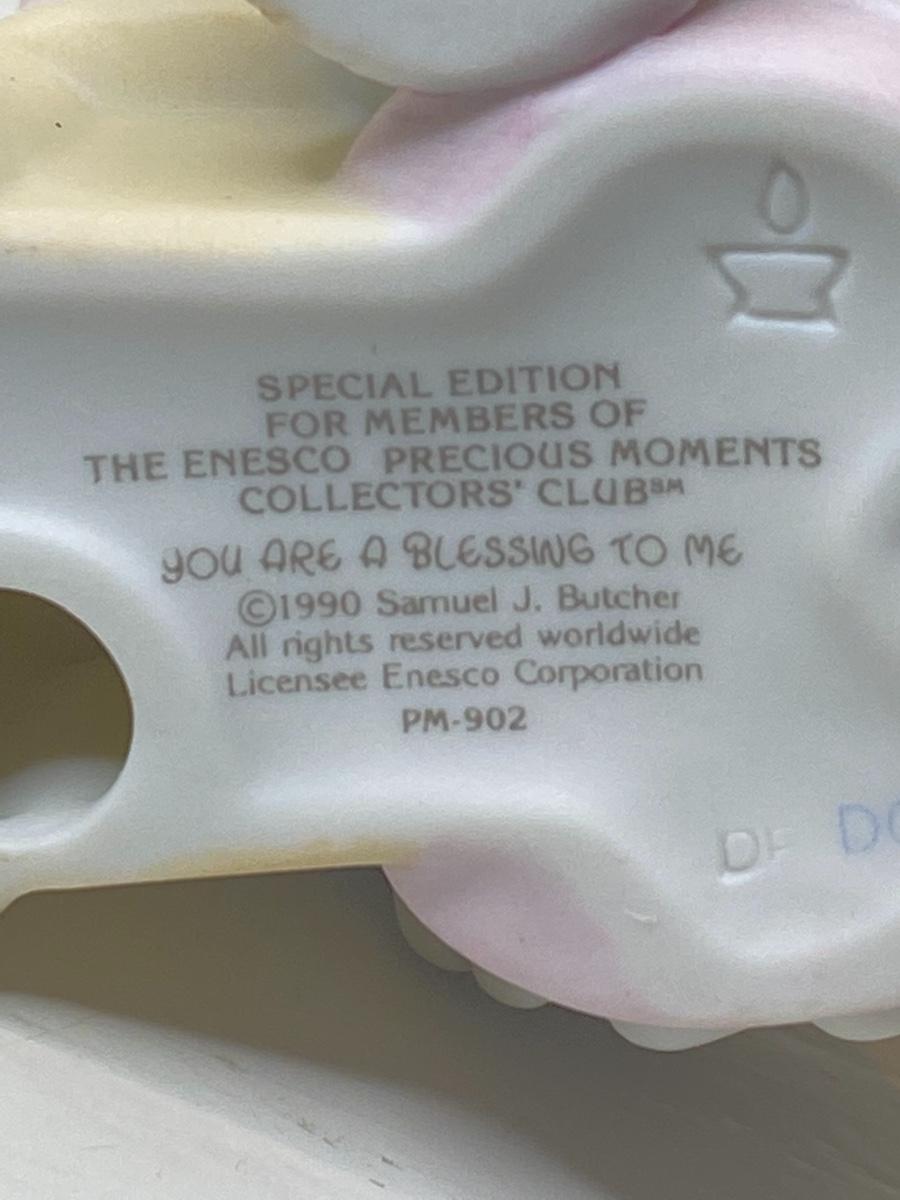 SPECIAL EDITION
FOR MEMBERS OF
THE ENESCO PRECIOUS MOMENTS
COLLECTORS' CLUB℠
YOU ARE A BLESSING TO ME
©1990 Samuel J. Butcher
All rights reserved worldwide
Licensee Enesco Corporation
PM-902
DF